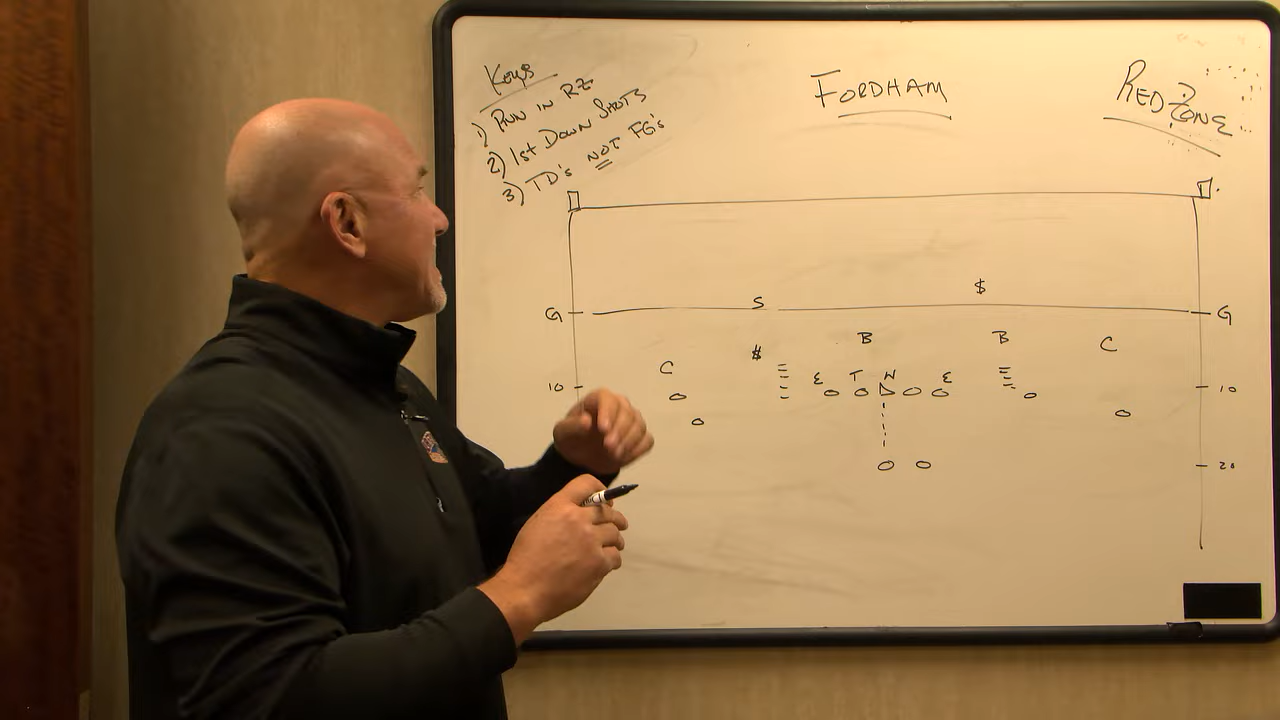 Keys
1) RUN IN RZ
2) 1st DOWN SHOTS
3) TD's NOT FG's
FORDHAM
RED ZONE
S $
G G
C # B B C
E T N E
10 10
20 20